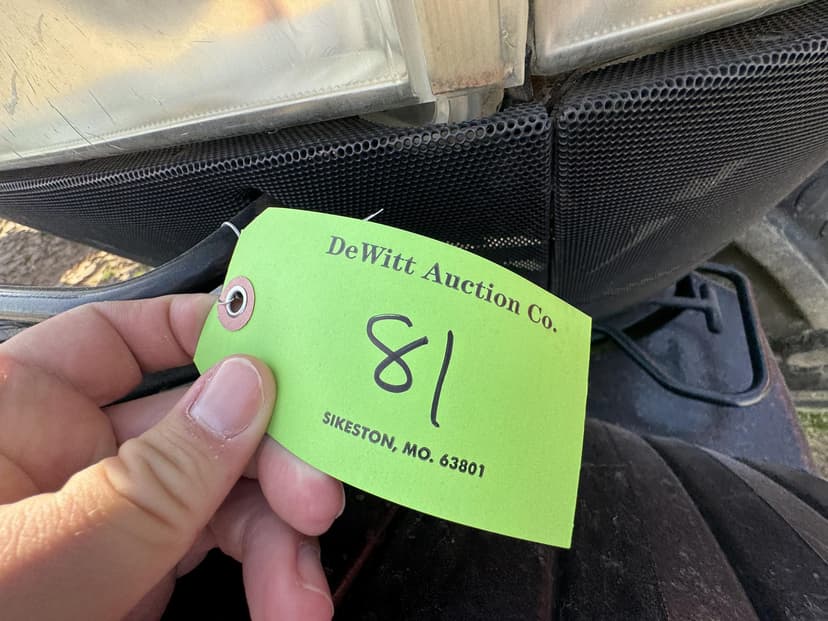 DeWitt Auction Co.
81
SIKESTON, MO. 63801